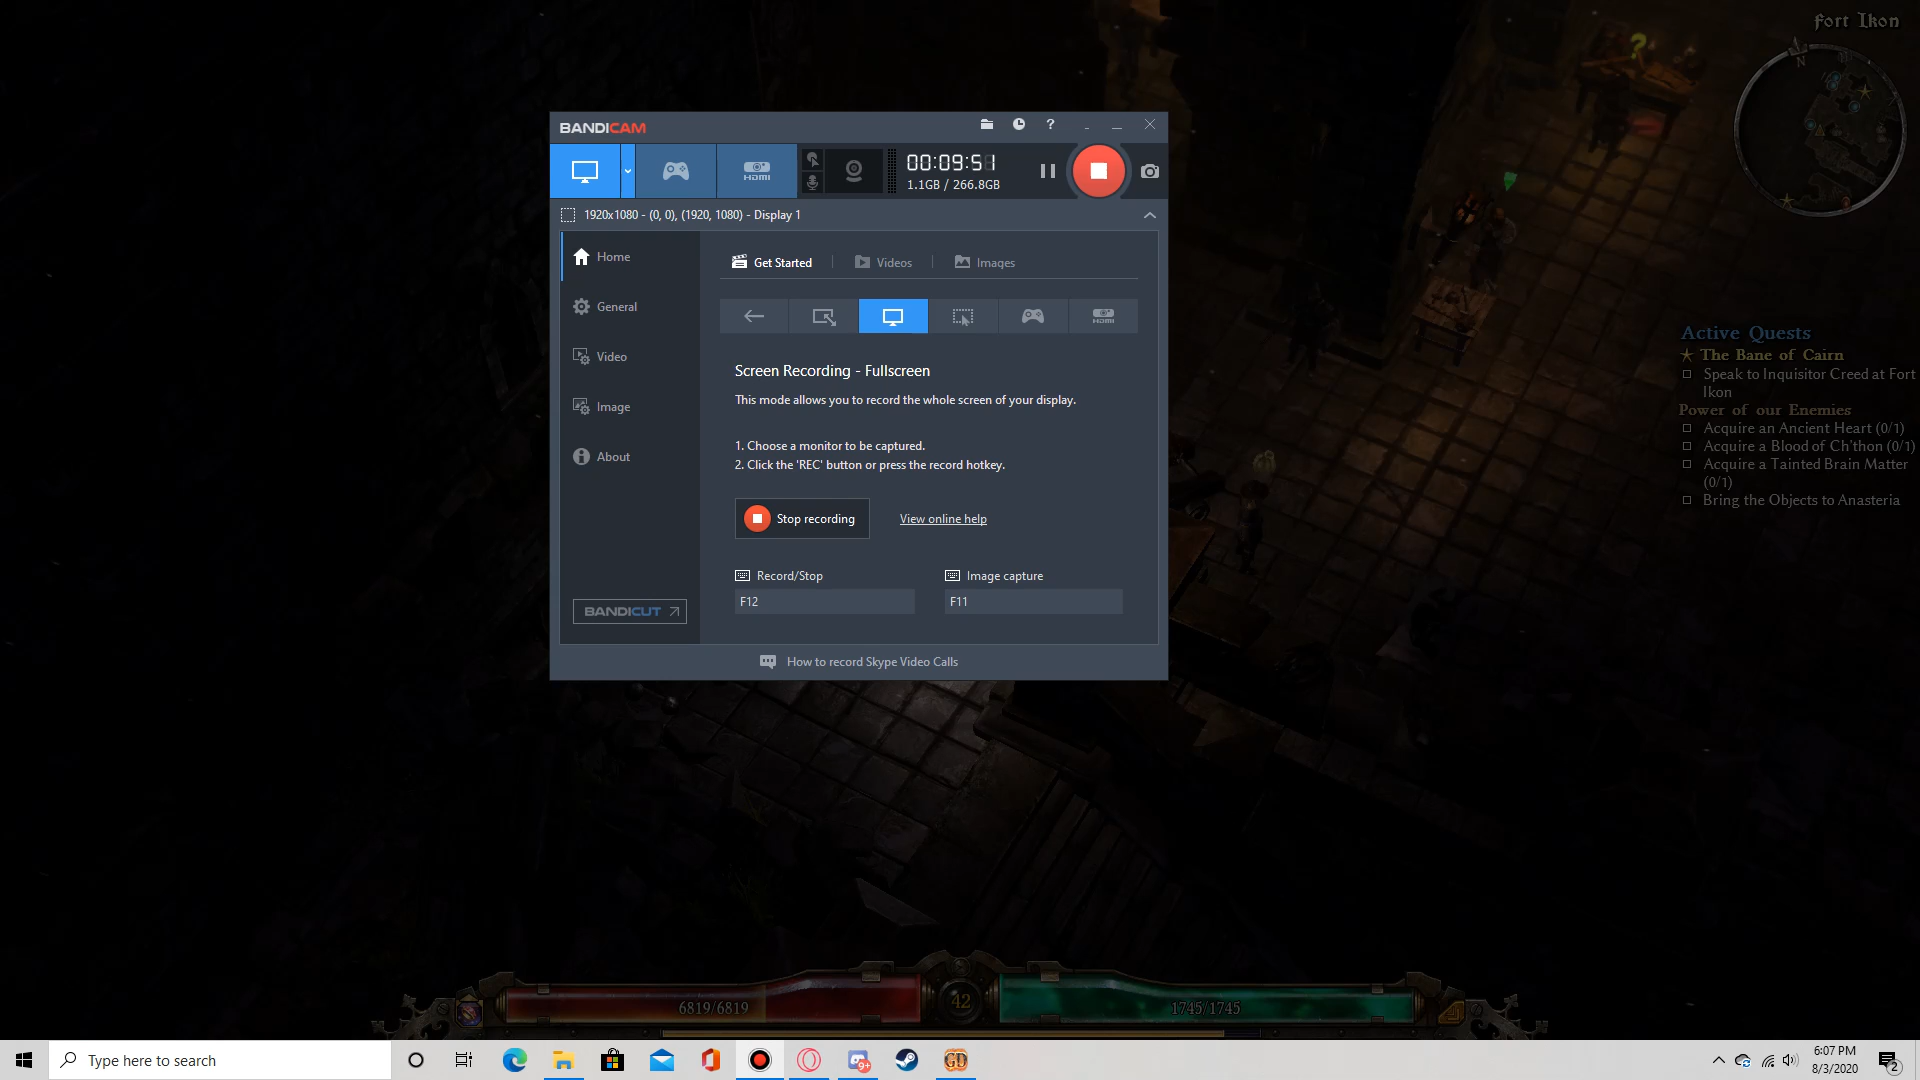 Fort Ikon
N
BANDICAM
?
HDMI
00:09:51
1.1GB / 266.8GB
1920x1080 - (0, 0), (1920, 1080) - Display 1
Home
General
Video
Image
About
BANDICUT
Get Started
Videos
Images
HDMI
Screen Recording - Fullscreen
This mode allows you to record the whole screen of your display.
1. Choose a monitor to be captured.
2. Click the 'REC' button or press the record hotkey.
Stop recording
View online help
Record/Stop
Image capture
F12
F11
How to record Skype Video Calls
Active Quests
The Bane of Cairn
Speak to Inquisitor Creed at Fort
Ikon
Power of our Enemies
Acquire an Ancient Heart (0/1)
Acquire a Blood of Ch'thon (0/1)
Acquire a Tainted Brain Matter
(0/1)
Bring the Objects to Anasteria
6819/6819
42
1745/1745
Type here to search
9+
GD
6:07 PM
8/3/2020
2